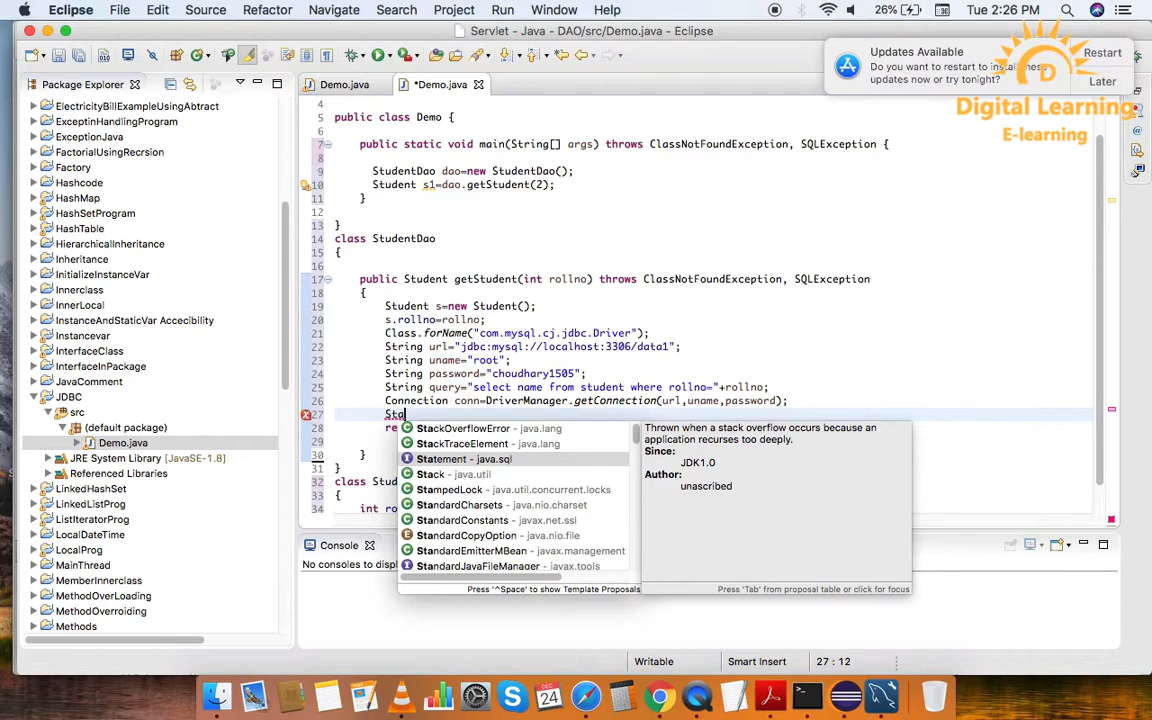 Eclipse File Edit Source Refactor Navigate Search Project Run Window Help 26% Tue 2:26 PM
Servlet - Java - DAO/src/Demo.java - Eclipse
Updates Available
Do you want to restart to install these
updates now or try tonight?
Restart
Later
D
Digital Learning
E-learning
Package Explorer
ElectricityBillExampleUsingAbstract
ExceptinHandlingProgram
ExceptionJava
FactorialUsingRecrsion
Factory
Hashcode
HashMap
HashSetProgram
HashTable
HierarchicalInheritance
Inheritance
InitializeInstanceVar
Innerclass
InnerLocal
InstanceAndStaticVar Accecibility
Instancevar
InterfaceClass
InterfaceInPackage
JavaComment
JDBC
src
(default package)
Demo.java
JRE System Library [JavaSE-1.8]
Referenced Libraries
LinkedHashSet
LinkedListProg
ListIteratorProg
LocalDateTime
LocalProg
MainThread
MemberInnerclass
MethodOverLoading
MethodOverroiding
Methods
Demo.java
*Demo.java
4
5 public class Demo {
6
7 public static void main(String[] args) throws ClassNotFoundException, SQLException {
8
9 StudentDao dao=new StudentDao();
10 Student s1=dao.getStudent(2);
11 }
12
13 }
14 class StudentDao
15 {
16
17 public Student getStudent(int rollno) throws ClassNotFoundException, SQLException
18 {
19 Student s=new Student();
20 s.rollno=rollno;
21 Class.forName("com.mysql.cj.jdbc.Driver");
22 String url="jdbc:mysql://localhost:3306/data1";
23 String uname="root";
24 String password="choudhary1505";
25 String query="select name from student where rollno="+rollno;
26 Connection conn=DriverManager.getConnection(url,uname,password);
27 Sta
28 re
29
30 }
31 }
32 class Stud
33 {
34 int ro
StackOverflowError - java.lang
StackTraceElement - java.lang
Statement - java.sql
Stack - java.util
StampedLock - java.util.concurrent.locks
StandardCharsets - java.nio.charset
StandardConstants - javax.net.ssl
StandardCopyOption - java.nio.file
StandardEmitterMBean - javax.management
StandardJavaFileManager - javax.tools
Press '^Space' to show Template Proposals
Thrown when a stack overflow occurs because an
application recurses too deeply.
Since:
JDK1.0
Author:
unascribed
Press 'Tab' from proposal table or click for focus
Console
No consoles to displ
Writable Smart Insert 27 : 12
DEC
24